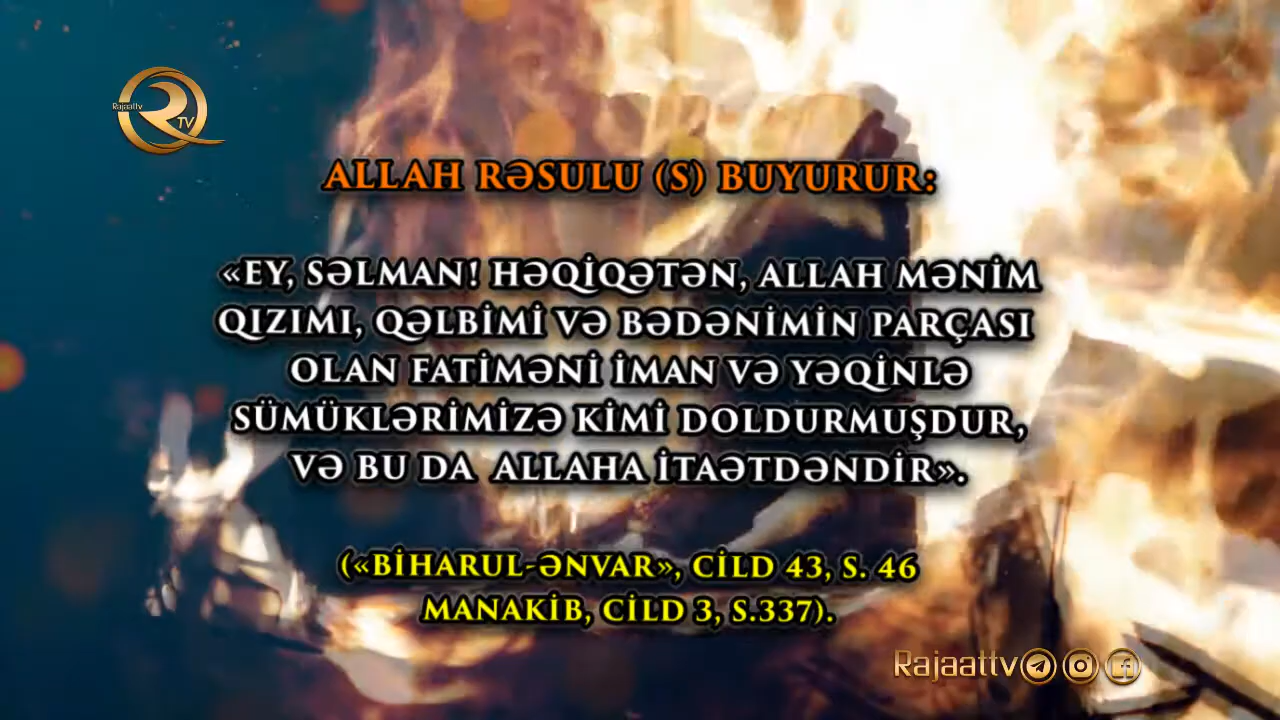 Rajaattv
TV
ALLAH RƏSULU (S) BUYURUR:
«EY, SƏLMAN! HƏQİQƏTƏN, ALLAH MƏNİM
QIZIMI, QƏLBİMİ VƏ BƏDƏNİMİN PARÇASI
OLAN FATİMƏNİ İMAN VƏ YƏQİNLƏ
SÜMÜKLƏRİMİZƏ KİMİ DOLDURMUŞDUR,
VƏ BU DA ALLAHA İTAƏTDƏNDİR».
(«BİHARUL-ƏNVAR», CİLD 43, S. 46
MANAKİB, CİLD 3, S.337).
Rajaattv